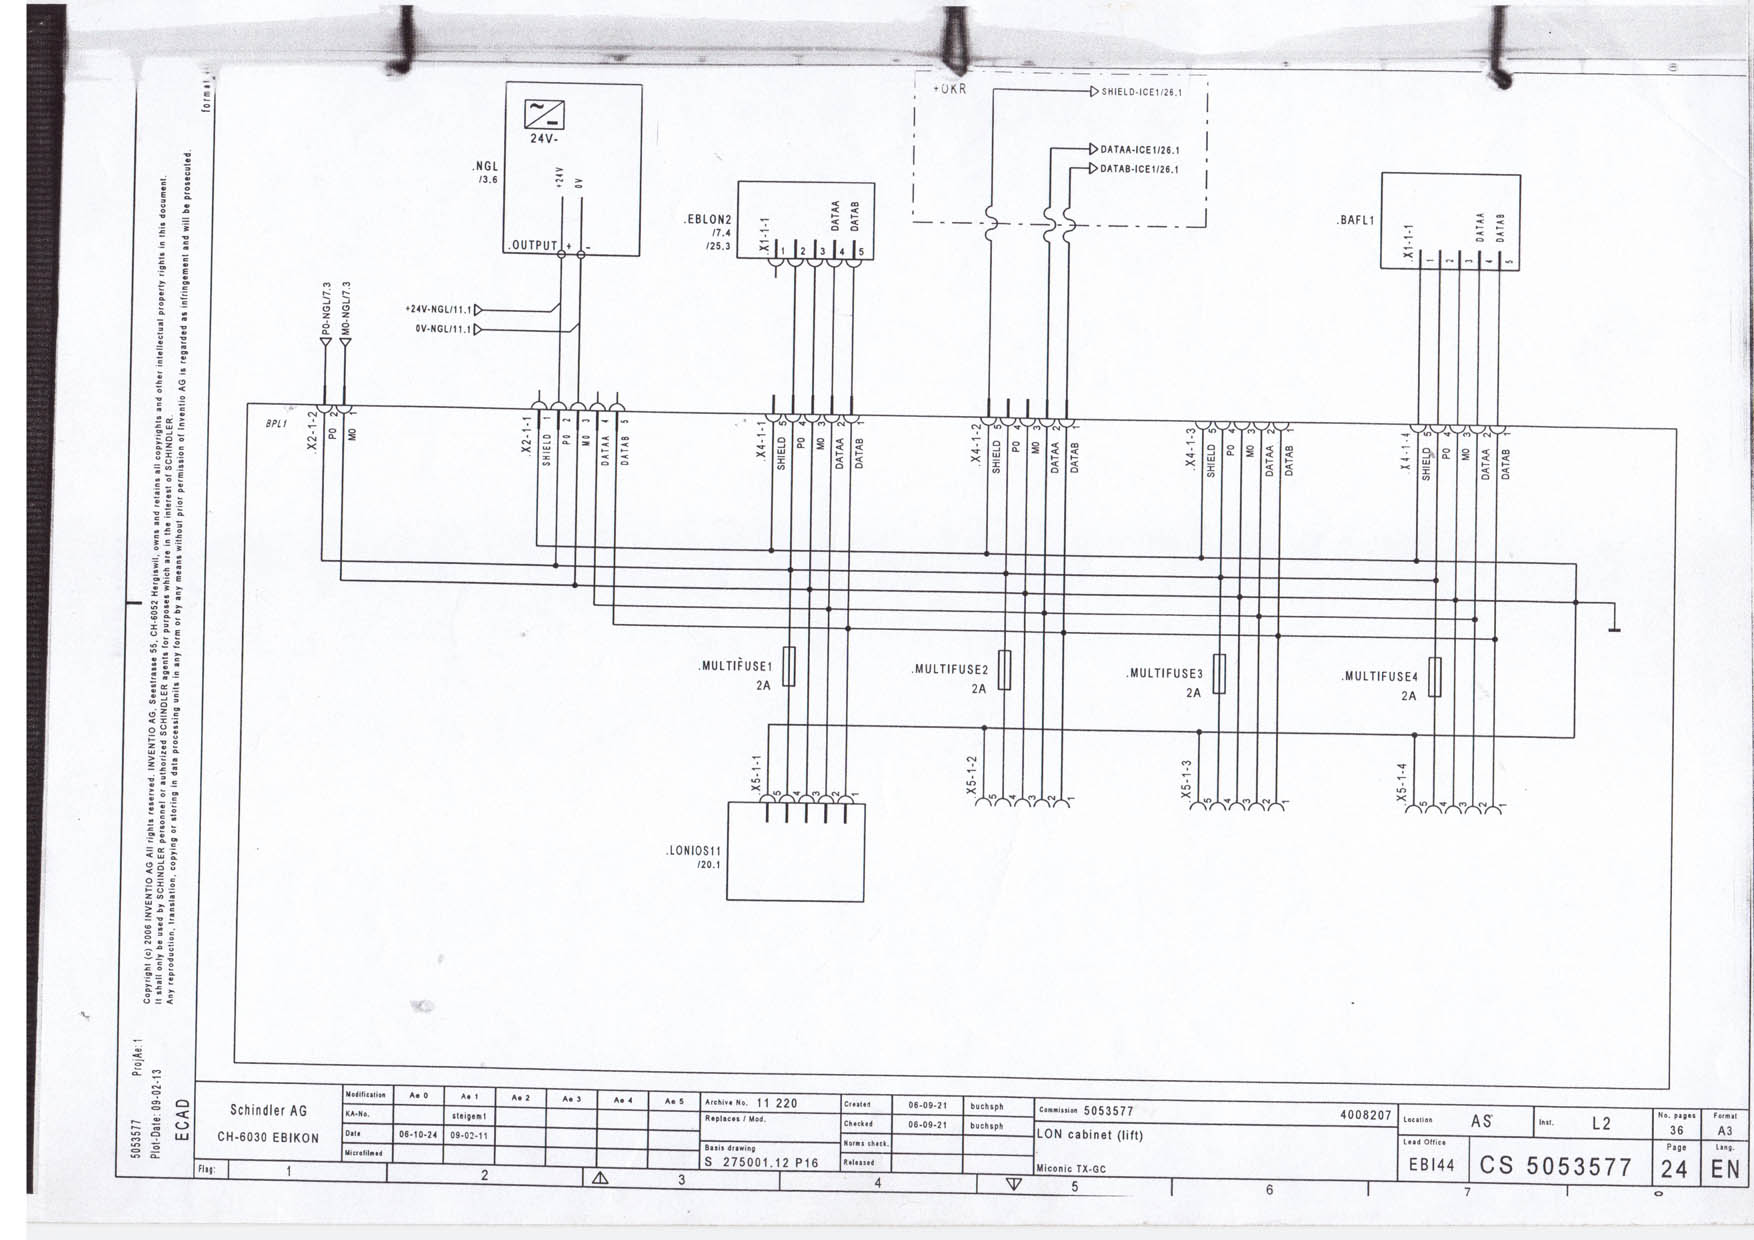 format
Copyright (c) 2006 INVENTIO AG All rights reserved. INVENTIO AG, Seestrasse 55, CH-6052 Hergiswil, owns and retains all copyrights and other intellectual property rights in this document.
It shall only be used by SCHINDLER personnel or authorized SCHINDLER agents for purposes which are in the interest of SCHINDLER.
Any reproduction, translation, copying or storing in data processing units in any form or by any means without prior permission of Inventio AG is regarded as infringement and will be prosecuted.
5053577 ProjAe:1
Plot-Date: 09-02-13
ECAD
24V-
.NGL
/3.6
+24V
0V
.OUTPUT + -
+24V-NGL/11.1
0V-NGL/11.1
P0-NGL/7.3
M0-NGL/7.3
.EBLON2
/7.4
/25.3
.X1-1-1
1 2 3 4 5
DATAA
DATAB
+OKR
SHIELD-ICE1/26.1
DATAA-ICE1/26.1
DATAB-ICE1/26.1
.BAFL1
.X1-1-1
1 2 3 4 5
DATAA
DATAB
BPL1
.X2-1-2
P0 2
M0 1
.X2-1-1
SHIELD 1
P0 2
M0 3
DATAA 4
DATAB 5
.X4-1-1
SHIELD 5
P0 4
M0 3
DATAA 2
DATAB 1
.X4-1-2
SHIELD 5
P0 4
M0 3
DATAA 2
DATAB 1
.X4-1-3
SHIELD 5
P0 4
M0 3
DATAA 2
DATAB 1
.X4-1-4
SHIELD 5
P0 4
M0 3
DATAA 2
DATAB 1
.MULTIFUSE1
2A
.MULTIFUSE2
2A
.MULTIFUSE3
2A
.MULTIFUSE4
2A
.X5-1-1
5 4 3 2 1
.X5-1-2
5 4 3 2 1
.X5-1-3
5 4 3 2 1
.X5-1-4
5 4 3 2 1
.LONIOS11
/20.1
Schindler AG
CH-6030 EBIKON
Modification Ae 0 Ae 1 Ae 2 Ae 3 Ae 4 Ae 5
KA-No. steigem1
Date 06-10-24 09-02-11
Microfilmed
Archive No. 11 220
Replaces / Mod.
Basis drawing
S 275001.12 P16
Created 06-09-21 buchsph
Checked 06-09-21 buchsph
Norms check.
Released
Commission 5053577 4008207
LON cabinet (lift)
Miconic TX-GC
Location AS Inst. L2
Lead Office
EBI44
CS 5053577
No. pages
36
Page
24
Format
A3
Lang.
EN
Flag: 1 2 3 4 5 6 7